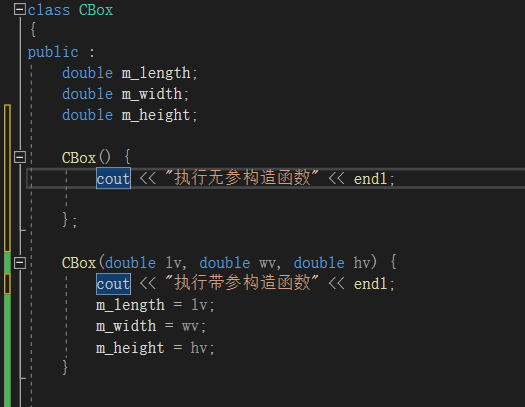 class CBox
{
public :
double m_length;
double m_width;
double m_height;
CBox() {
cout << "执行无参构造函数" << endl;
};
CBox(double lv, double wv, double hv) {
cout << "执行带参构造函数" << endl;
m_length = lv;
m_width = wv;
m_height = hv;
}